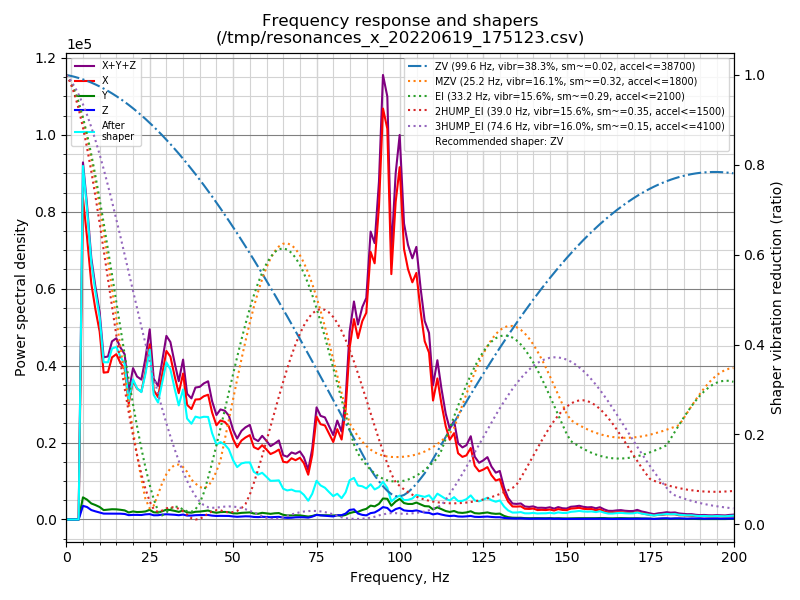 Frequency response and shapers
(/tmp/resonances_x_20220619_175123.csv)
1e5
X+Y+Z
X
Y
Z
After
shaper
ZV (99.6 Hz, vibr=38.3%, sm~=0.02, accel<=38700)
MZV (25.2 Hz, vibr=16.1%, sm~=0.32, accel<=1800)
EI (33.2 Hz, vibr=15.6%, sm~=0.29, accel<=2100)
2HUMP_EI (39.0 Hz, vibr=15.6%, sm~=0.35, accel<=1500)
3HUMP_EI (74.6 Hz, vibr=16.0%, sm~=0.15, accel<=4100)
Recommended shaper: ZV
Power spectral density
1.2
1.0
0.8
0.6
0.4
0.2
0.0
Shaper vibration reduction (ratio)
1.0
0.8
0.6
0.4
0.2
0.0
0 25 50 75 100 125 150 175 200
Frequency, Hz